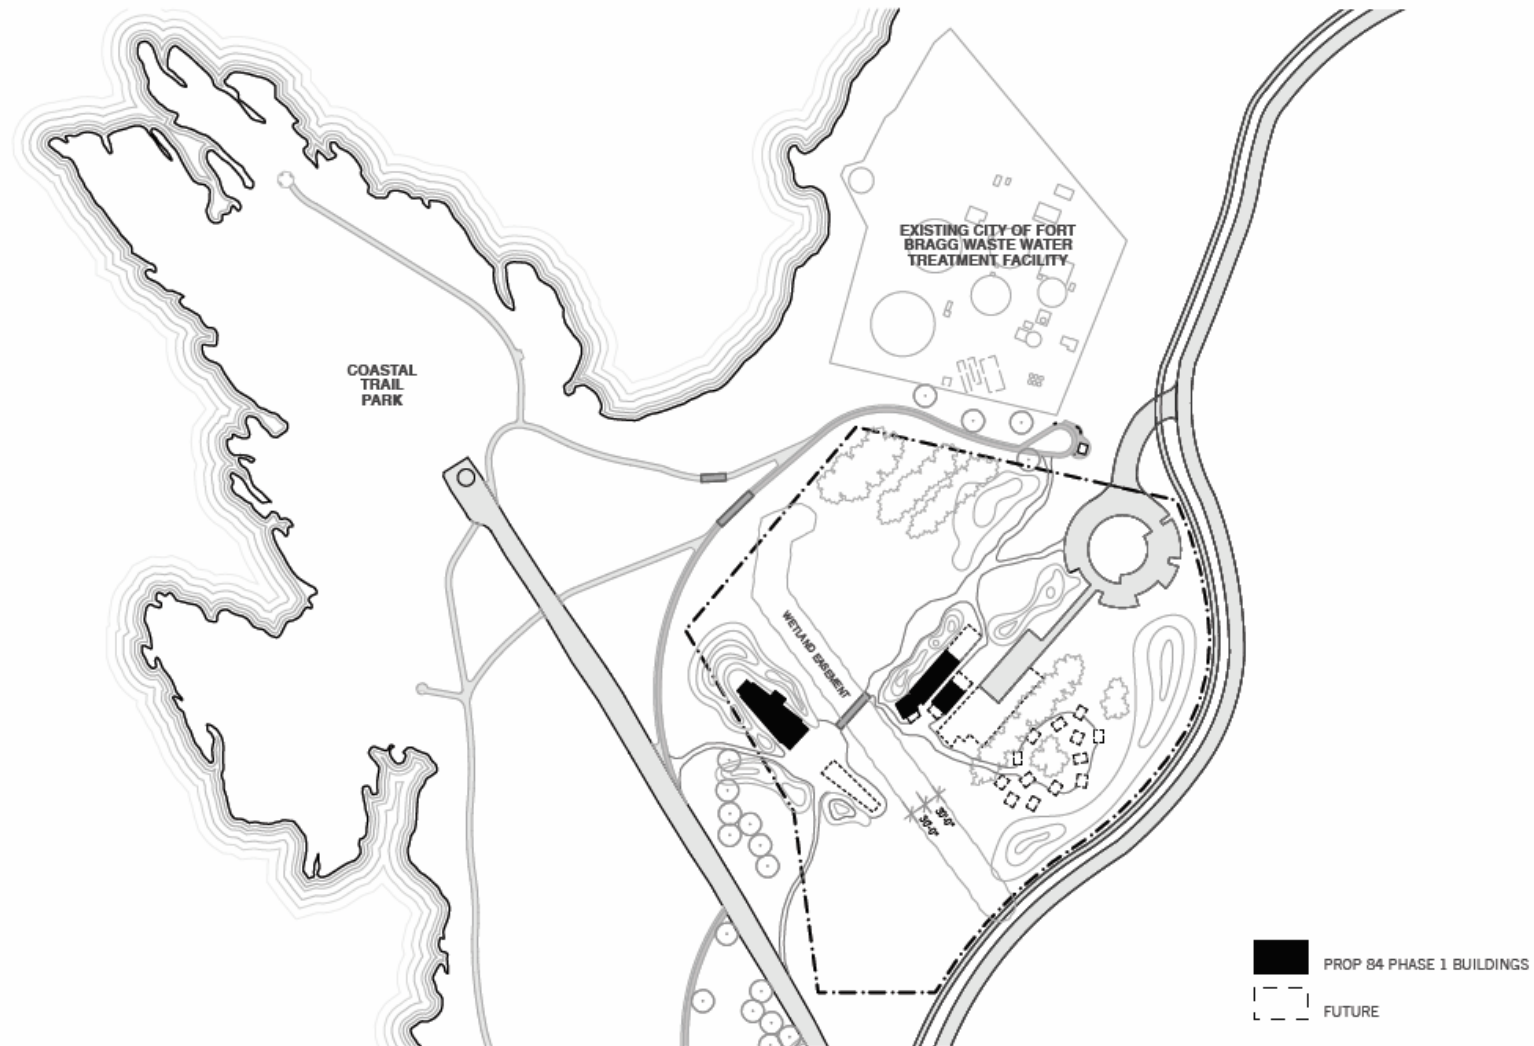 EXISTING CITY OF FORT
BRAGG WASTE WATER
TREATMENT FACILITY
COASTAL
TRAIL
PARK
WETLAND EASEMENT
30'-0"
30'-0"
PROP 84 PHASE 1 BUILDINGS
FUTURE